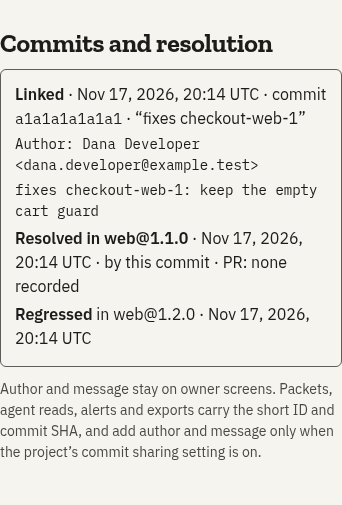 Commits and resolution
Linked · Nov 17, 2026, 20:14 UTC · commit
a1a1a1a1a1a1 · “fixes checkout-web-1”
Author: Dana Developer
<dana.developer@example.test>
fixes checkout-web-1: keep the empty
cart guard
Resolved in web@1.1.0 · Nov 17, 2026,
20:14 UTC · by this commit · PR: none
recorded
Regressed in web@1.2.0 · Nov 17, 2026,
20:14 UTC
Author and message stay on owner screens. Packets,
agent reads, alerts and exports carry the short ID and
commit SHA, and add author and message only when
the project’s commit sharing setting is on.